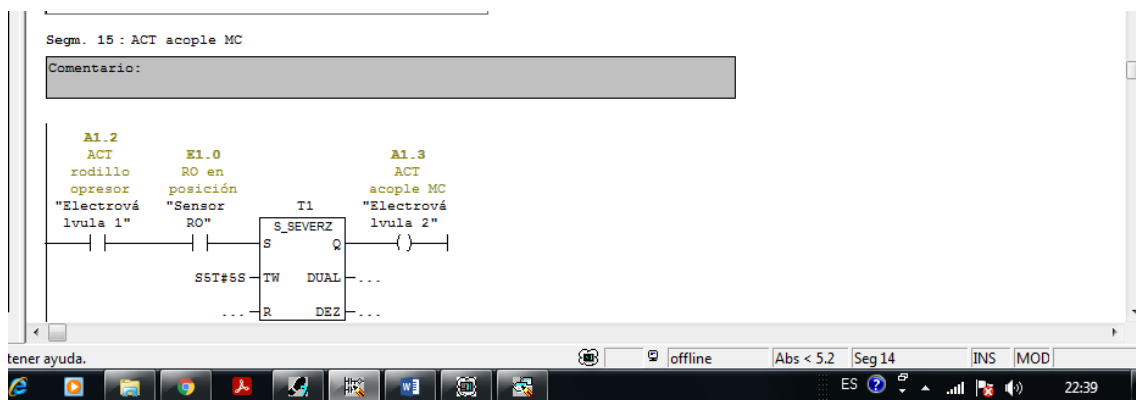 Segm. 15 : ACT acople MC
Comentario:
A1.2
ACT
rodillo
opresor
"Electrová
lvula 1"
E1.0
RO en
posición
"Sensor
RO"
A1.3
ACT
acople MC
"Electrová
lvula 2"
T1
S_SEVERZ
S Q
S5T#5S TW DUAL ...
... R DEZ ...
tener ayuda.
offline
Abs < 5.2
Seg 14
INS
MOD
ES
22:39